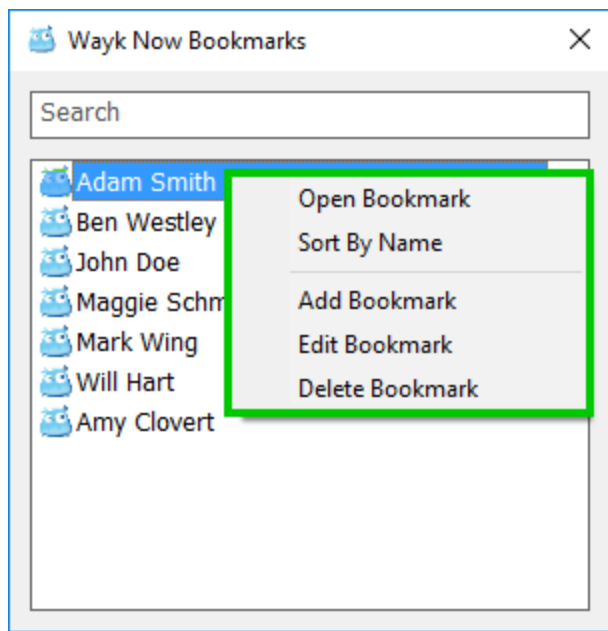 Wayk Now Bookmarks
Search
Adam Smith
Ben Westley
John Doe
Maggie
Mark Wing
Will Hart
Amy Clovert
Open Bookmark
Sort By Name
Add Bookmark
Edit Bookmark
Delete Bookmark